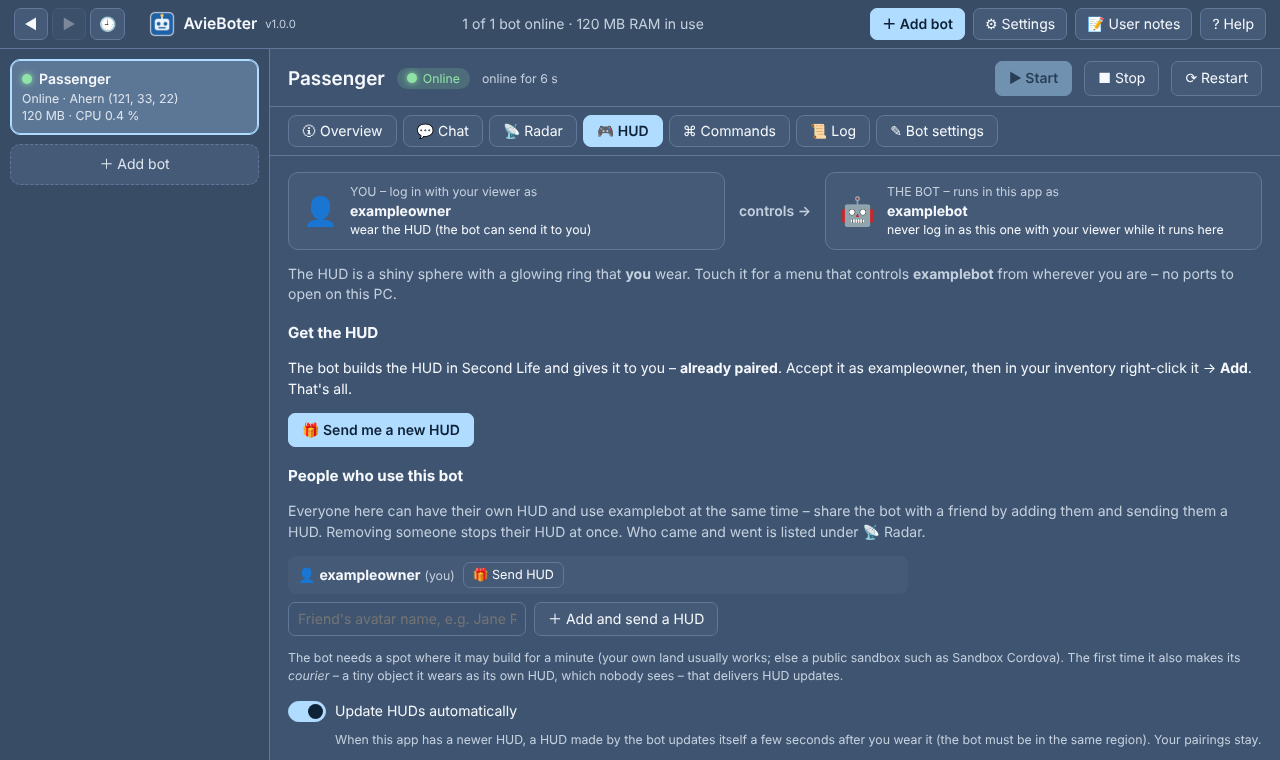 ◀ ▶ 🕘 AvieBoter v1.0.0 1 of 1 bot online · 120 MB RAM in use + Add bot ⚙ Settings 📝 User notes ? Help
Passenger
Online · Ahern (121, 33, 22)
120 MB · CPU 0.4 %
+ Add bot
Passenger Online online for 6 s ▶ Start ■ Stop ⟳ Restart
Overview 💬 Chat 📡 Radar 🎮 HUD ⌘ Commands 📜 Log ✎ Bot settings
YOU – log in with your viewer as
exampleowner
wear the HUD (the bot can send it to you)
controls →
THE BOT – runs in this app as
examplebot
never log in as this one with your viewer while it runs here
The HUD is a shiny sphere with a glowing ring that you wear. Touch it for a menu that controls examplebot from wherever you are – no ports to
open on this PC.
Get the HUD
The bot builds the HUD in Second Life and gives it to you – already paired. Accept it as exampleowner, then in your inventory right-click it → Add.
That's all.
🎁 Send me a new HUD
People who use this bot
Everyone here can have their own HUD and use examplebot at the same time – share the bot with a friend by adding them and sending them a
HUD. Removing someone stops their HUD at once. Who came and went is listed under 📡 Radar.
👤 exampleowner (you) 🎁 Send HUD
Friend's avatar name, e.g. Jane + Add and send a HUD
The bot needs a spot where it may build for a minute (your own land usually works; else a public sandbox such as Sandbox Cordova). The first time it also makes its
courier – a tiny object it wears as its own HUD, which nobody sees – that delivers HUD updates.
Update HUDs automatically
When this app has a newer HUD, a HUD made by the bot updates itself a few seconds after you wear it (the bot must be in the same region). Your pairings stay.